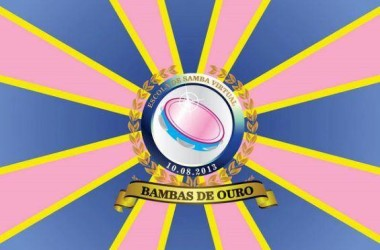 ESCOLA DE SAMBA VIRTUAL
10.08.2013
BAMBAS DE OURO